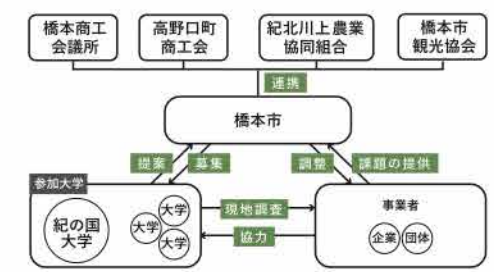 橋本商工
会議所
高野口町
商工会
紀北川上農業
協同組合
橋本市
観光協会
連携
橋本市
提案
募集
調整
課題の提供
参加大学
紀の国
大学
大学
大学
大学
現地調査
協力
事業者
企業
団体